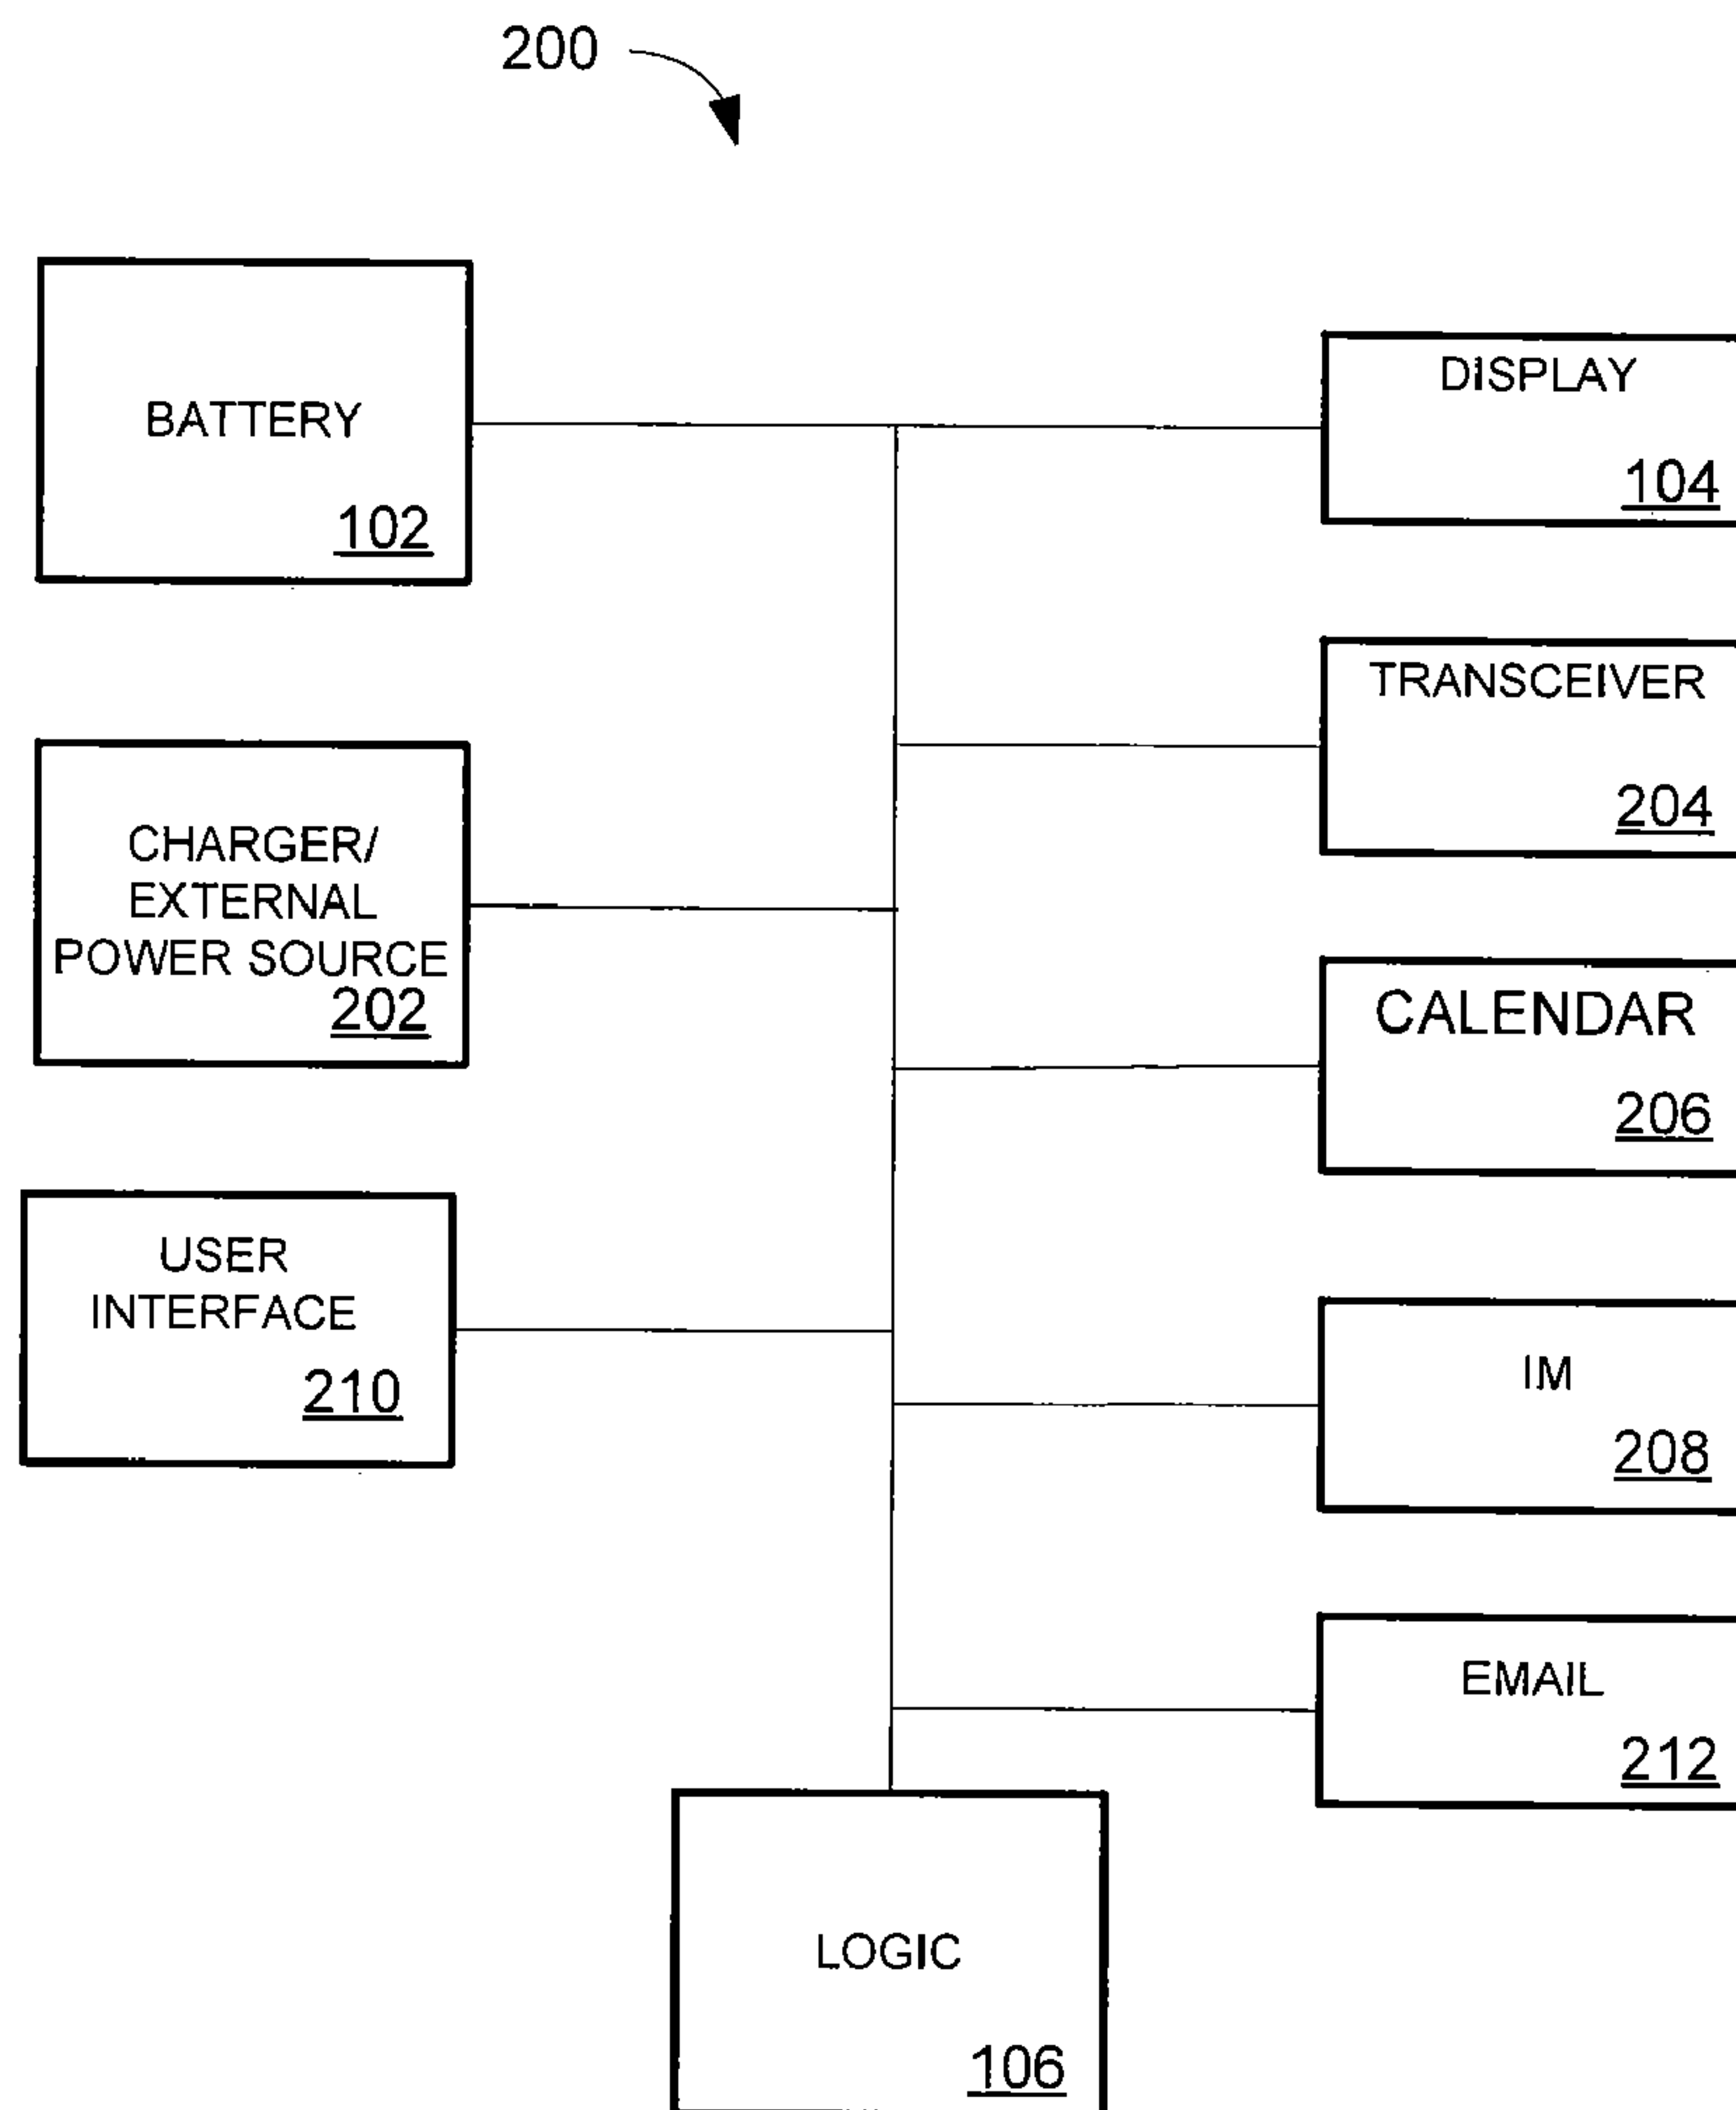 200
BATTERY
102
DISPLAY
104
TRANSCEIVER
204
CHARGER/
EXTERNAL
POWER SOURCE
202
CALENDAR
206
USER
INTERFACE
210
IM
208
EMAIL
212
LOGIC
106